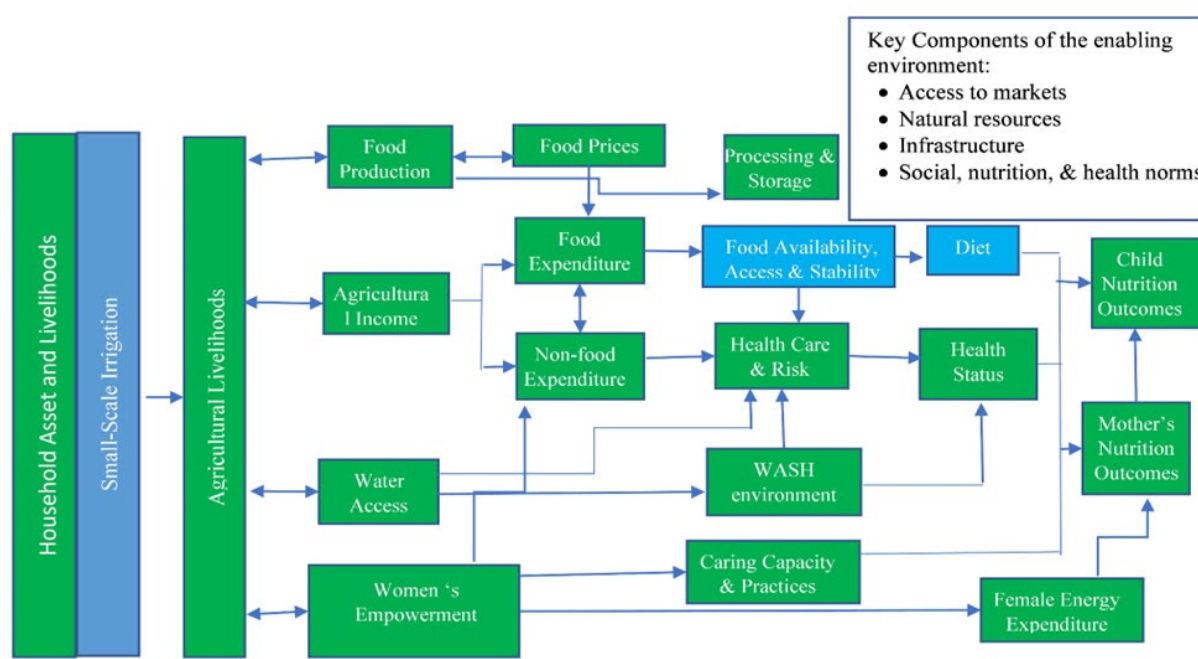 Key Components of the enabling
environment:
• Access to markets
• Natural resources
• Infrastructure
• Social, nutrition, & health norms
Household Asset and Livelihoods
Small-Scale Irrigation
Agricultural Livelihoods
Food
Production
Food Prices
Processing &
Storage
Food
Expenditure
Food Availability,
Access & Stability
Diet
Child
Nutrition
Outcomes
Agricultura
l Income
Non-food
Expenditure
Health Care
& Risk
Health
Status
Mother's
Nutrition
Outcomes
Water
Access
WASH
environment
Women ‘s
Empowerment
Caring Capacity
& Practices
Female Energy
Expenditure